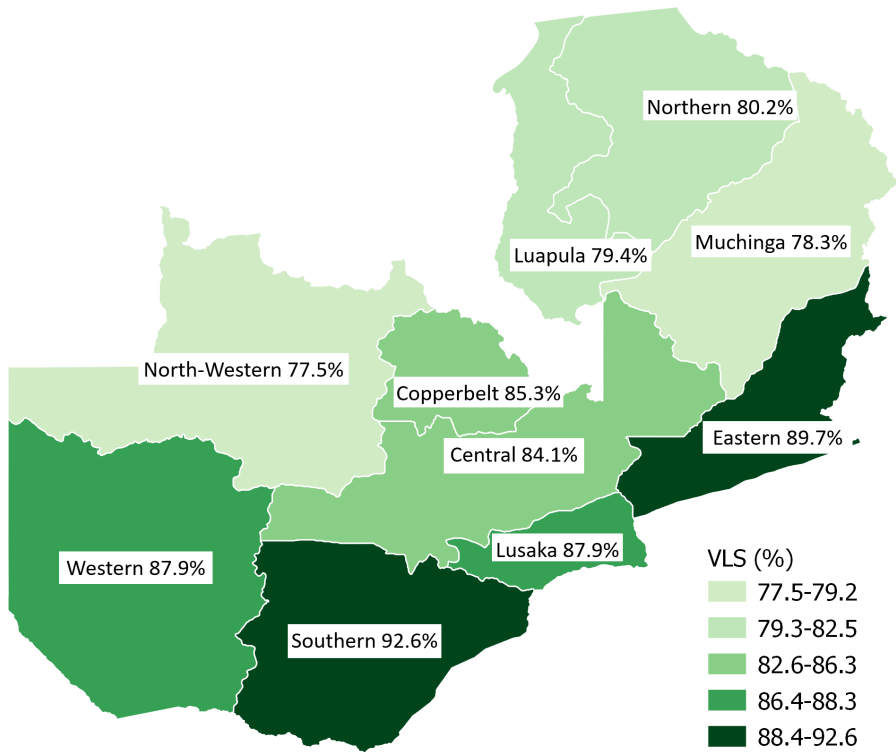 Northern 80.2%
Muchinga 78.3%
Luapula 79.4%
North-Western 77.5%
Copperbelt 85.3%
Eastern 89.7%
Central 84.1%
Lusaka 87.9%
Western 87.9%
Southern 92.6%
VLS (%)
77.5-79.2
79.3-82.5
82.6-86.3
86.4-88.3
88.4-92.6